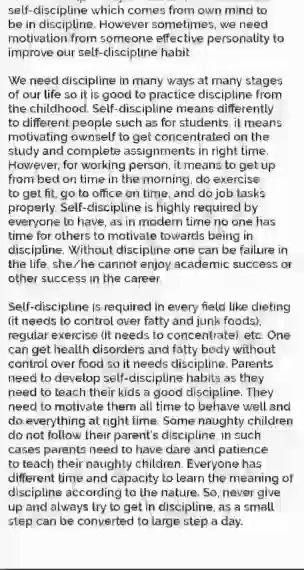 self-discipline which comes from own mind to
be in discipline. However sometimes, we need
motivation from someone effective personality to
improve our self-discipline habit
We need discipline in many ways at many stages
of our life so it is good to practice discipline from
the childhood. Self-discipline means differently
to different people such as for students, it means
motivating ownself to get concentrated on the
study and complete assignments in right time.
However, for working person, it means to get up
from bed on time in the morning, do exercise
to get fit, go to office on time, and do job tasks
properly. Self-discipline is highly required by
everyone to have, as in modern time no one has
time for others to motivate towards being in
discipline. Without discipline one can be failure in
the life, she/he cannot enjoy academic success or
other success in the career.
Self-discipline is required in every field like dieting
(it needs to control over fatty and junk foods),
regular exercise (it needs to concentrate), etc. One
can get health disorders and fatty body without
control over food so it needs discipline. Parents
need to develop self-discipline habits as they
need to teach their kids a good discipline. They
need to motivate them all time to behave well and
do everything at right time. Some naughty children
do not follow their parent's discipline, in such
cases parents need to have dare and patience
to teach their naughty children. Everyone has
different time and capacity to learn the meaning of
discipline according to the nature. So, never give
up and always try to get in discipline, as a small
step can be converted to large step a day.